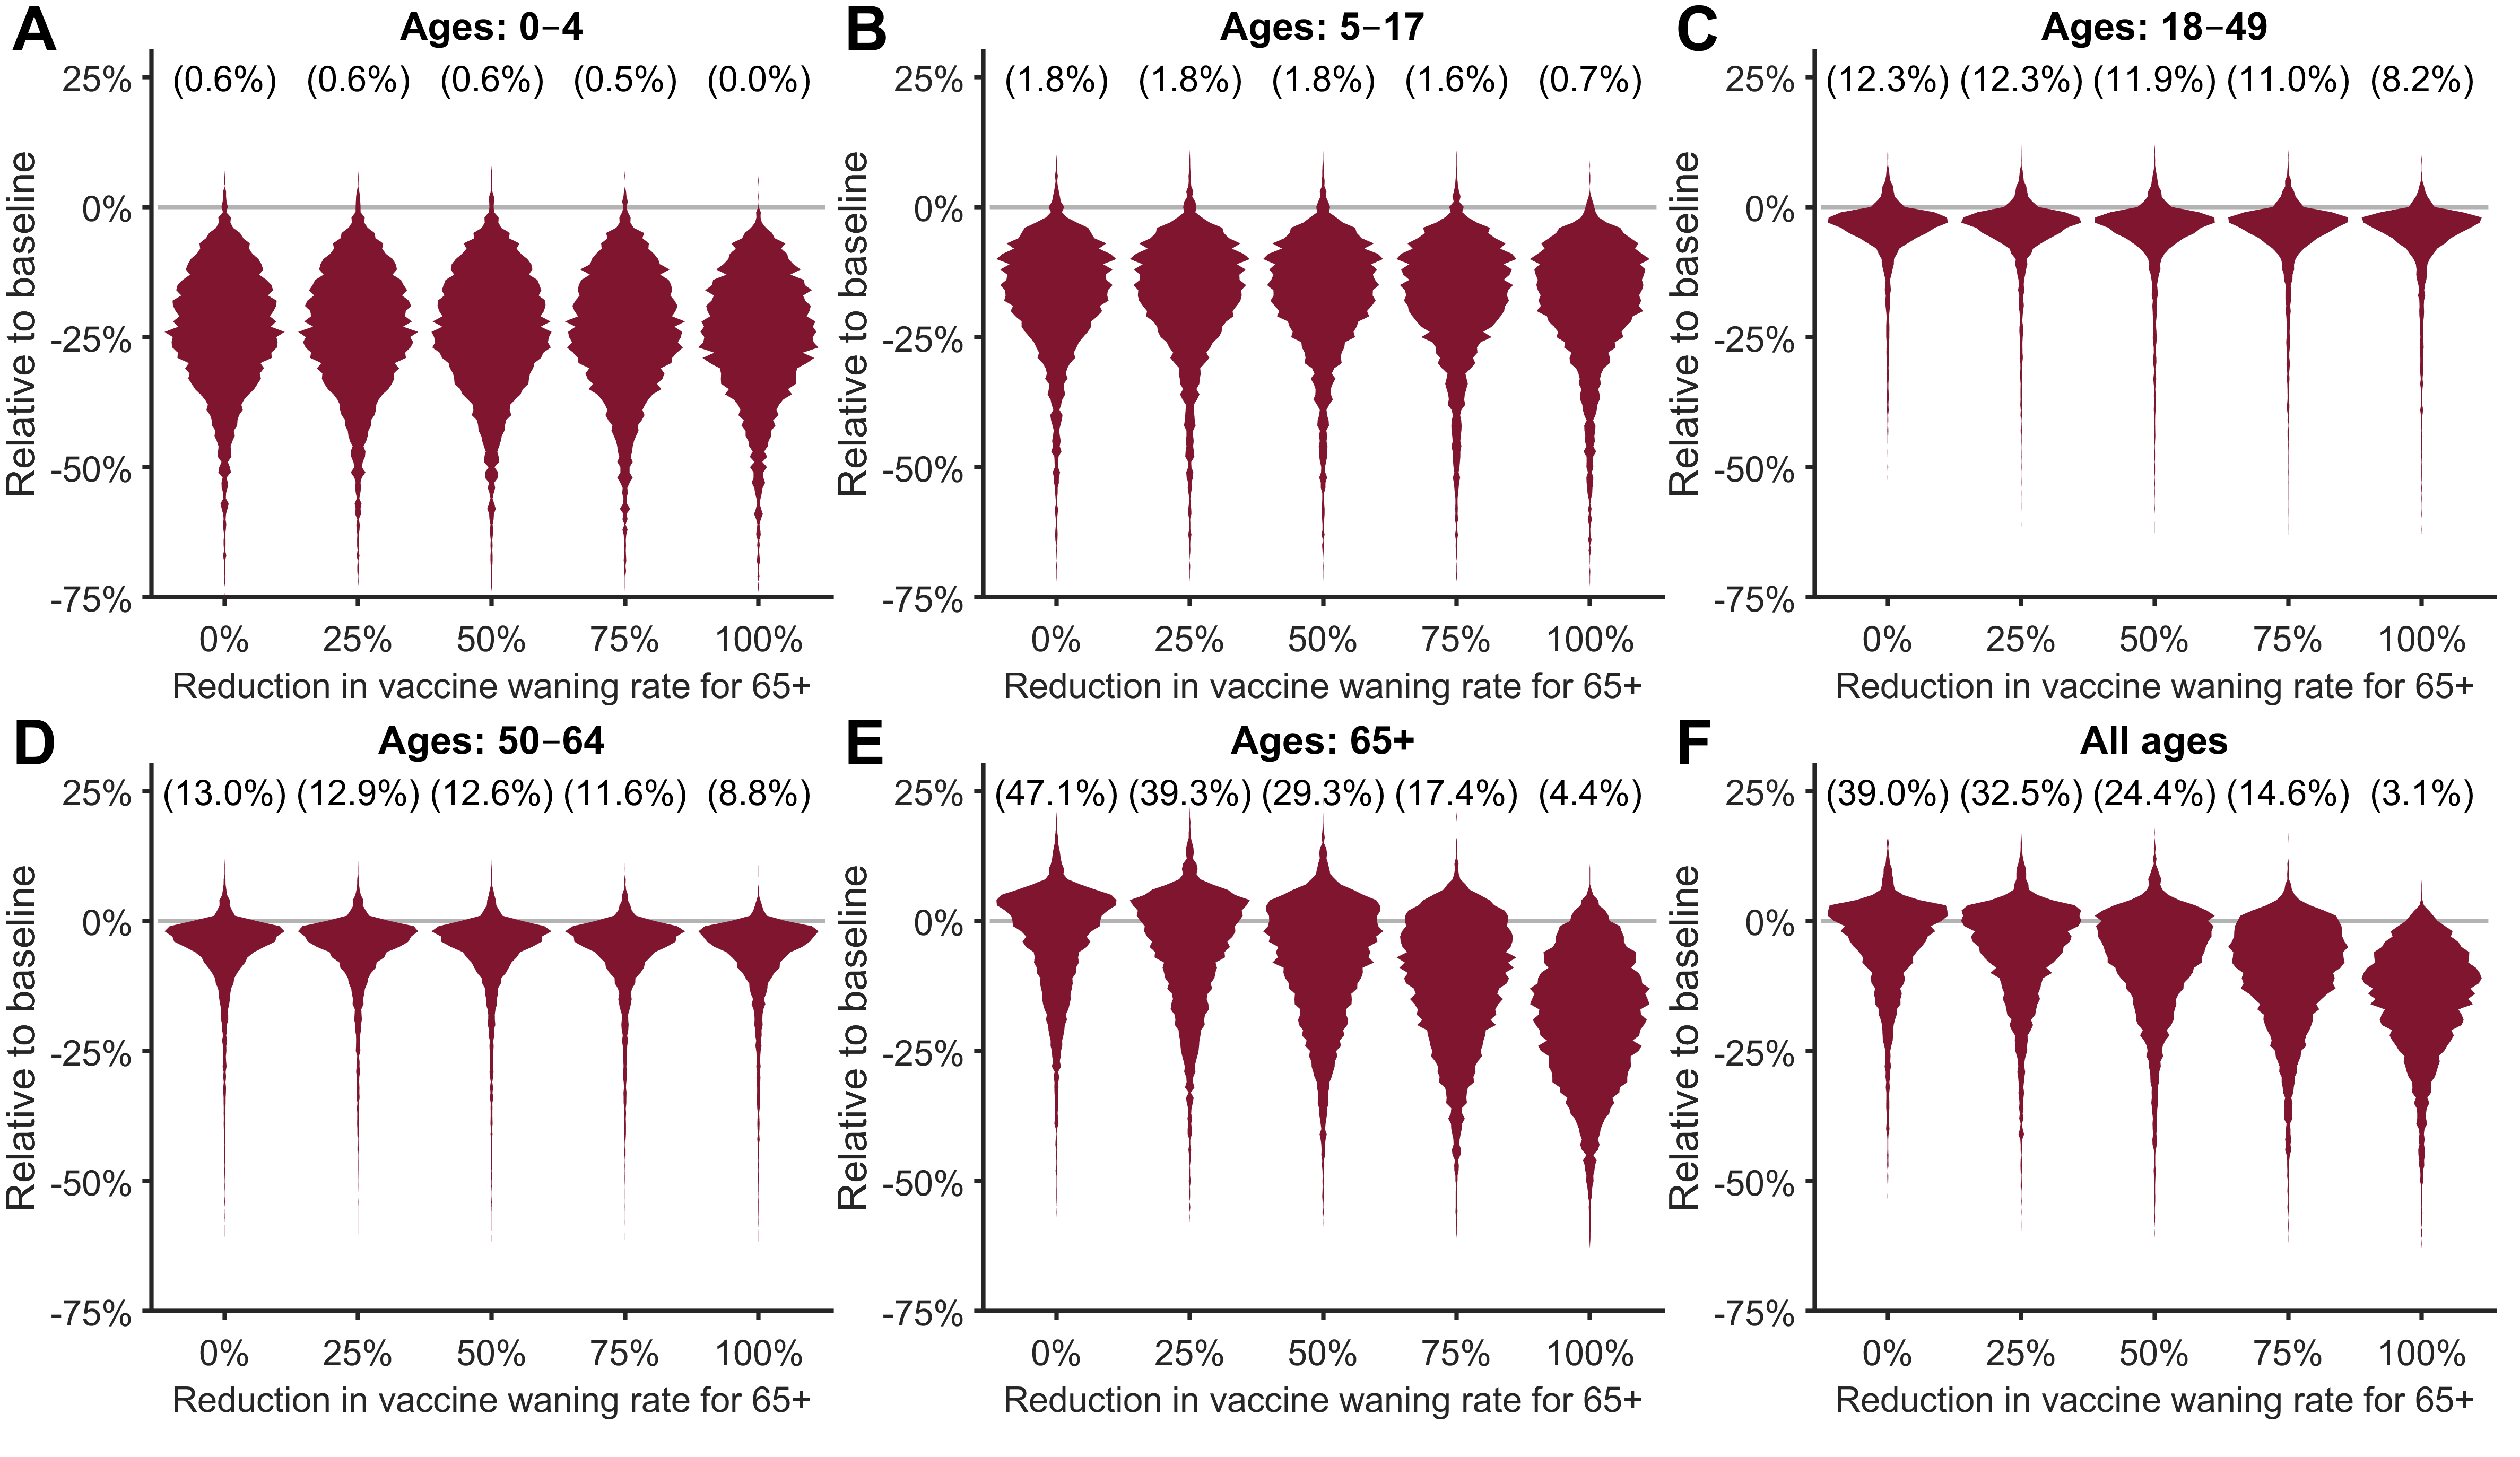 A
Ages: 0–4
25%
0%
-25%
-50%
-75%
Relative to baseline
(0.6%) (0.6%) (0.6%) (0.5%) (0.0%)
0% 25% 50% 75% 100%
Reduction in vaccine waning rate for 65+
B
Ages: 5–17
25%
0%
-25%
-50%
-75%
Relative to baseline
(1.8%) (1.8%) (1.8%) (1.6%) (0.7%)
0% 25% 50% 75% 100%
Reduction in vaccine waning rate for 65+
C
Ages: 18–49
25%
0%
-25%
-50%
-75%
Relative to baseline
(12.3%) (12.3%) (11.9%) (11.0%) (8.2%)
0% 25% 50% 75% 100%
Reduction in vaccine waning rate for 65+
D
Ages: 50–64
25%
0%
-25%
-50%
-75%
Relative to baseline
(13.0%) (12.9%) (12.6%) (11.6%) (8.8%)
0% 25% 50% 75% 100%
Reduction in vaccine waning rate for 65+
E
Ages: 65+
25%
0%
-25%
-50%
-75%
Relative to baseline
(47.1%) (39.3%) (29.3%) (17.4%) (4.4%)
0% 25% 50% 75% 100%
Reduction in vaccine waning rate for 65+
F
All ages
25%
0%
-25%
-50%
-75%
Relative to baseline
(39.0%) (32.5%) (24.4%) (14.6%) (3.1%)
0% 25% 50% 75% 100%
Reduction in vaccine waning rate for 65+